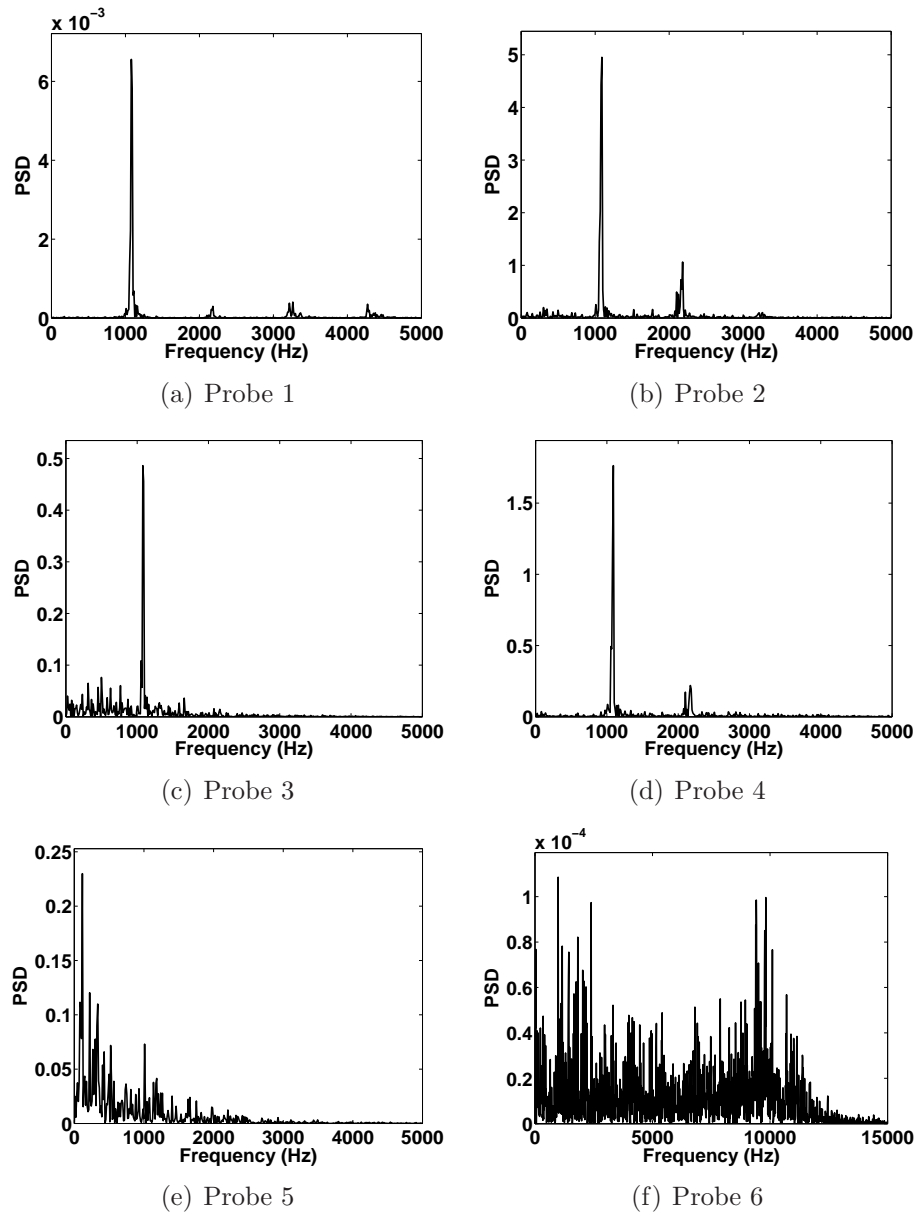 x 10⁻³
6
4
2
0
PSD
0 1000 2000 3000 4000 5000
Frequency (Hz)
(a) Probe 1
5
4
3
2
1
0
PSD
0 1000 2000 3000 4000 5000
Frequency (Hz)
(b) Probe 2
0.5
0.4
0.3
0.2
0.1
0
PSD
0 1000 2000 3000 4000 5000
Frequency (Hz)
(c) Probe 3
1.5
1
0.5
0
PSD
0 1000 2000 3000 4000 5000
Frequency (Hz)
(d) Probe 4
0.25
0.2
0.15
0.1
0.05
0
PSD
0 1000 2000 3000 4000 5000
Frequency (Hz)
(e) Probe 5
x 10⁻⁴
1
0.8
0.6
0.4
0.2
0
PSD
0 5000 10000 15000
Frequency (Hz)
(f) Probe 6